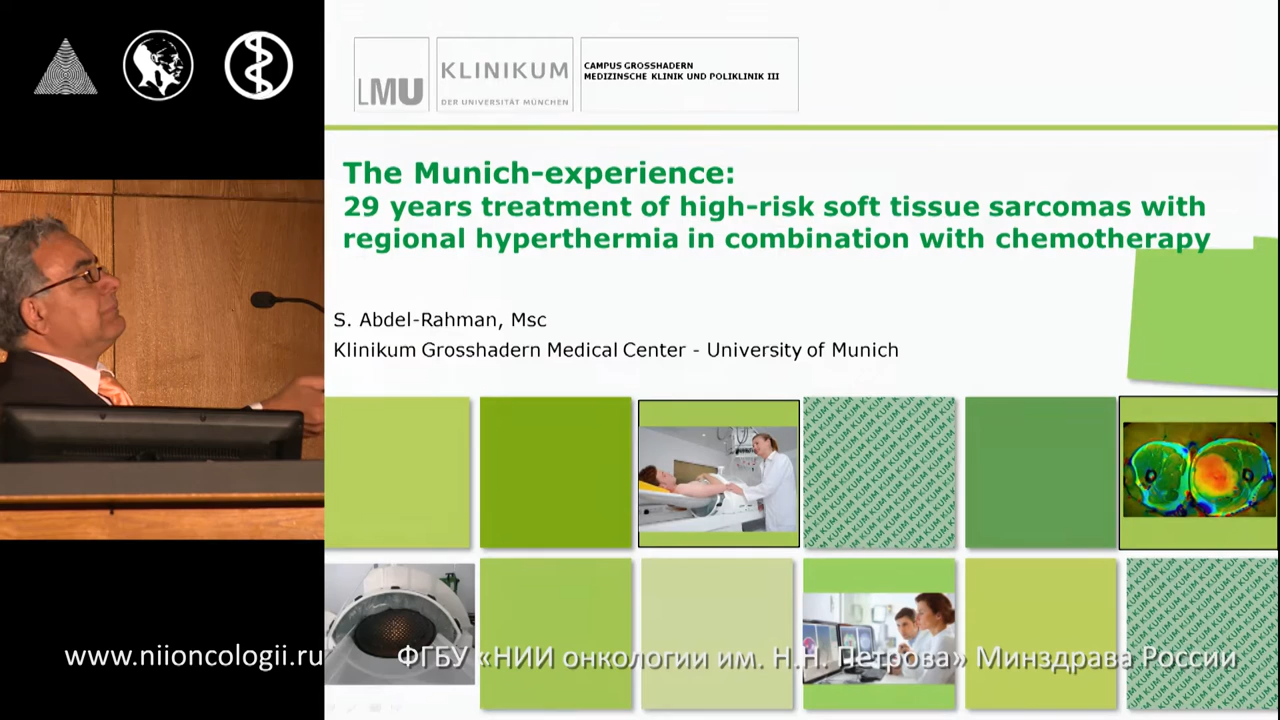 LMU
KLINIKUM
DER UNIVERSITÄT MÜNCHEN
CAMPUS GROSSHADERN
MEDIZINSCHE KLINIK UND POLIKLINIK III
The Munich-experience:
29 years treatment of high-risk soft tissue sarcomas with
regional hyperthermia in combination with chemotherapy
S. Abdel-Rahman, Msc
Klinikum Grosshadern Medical Center - University of Munich
www.niioncologii.ru
ФГБУ «НИИ онкологии им. Н.Н. Петрова» Минздрава России